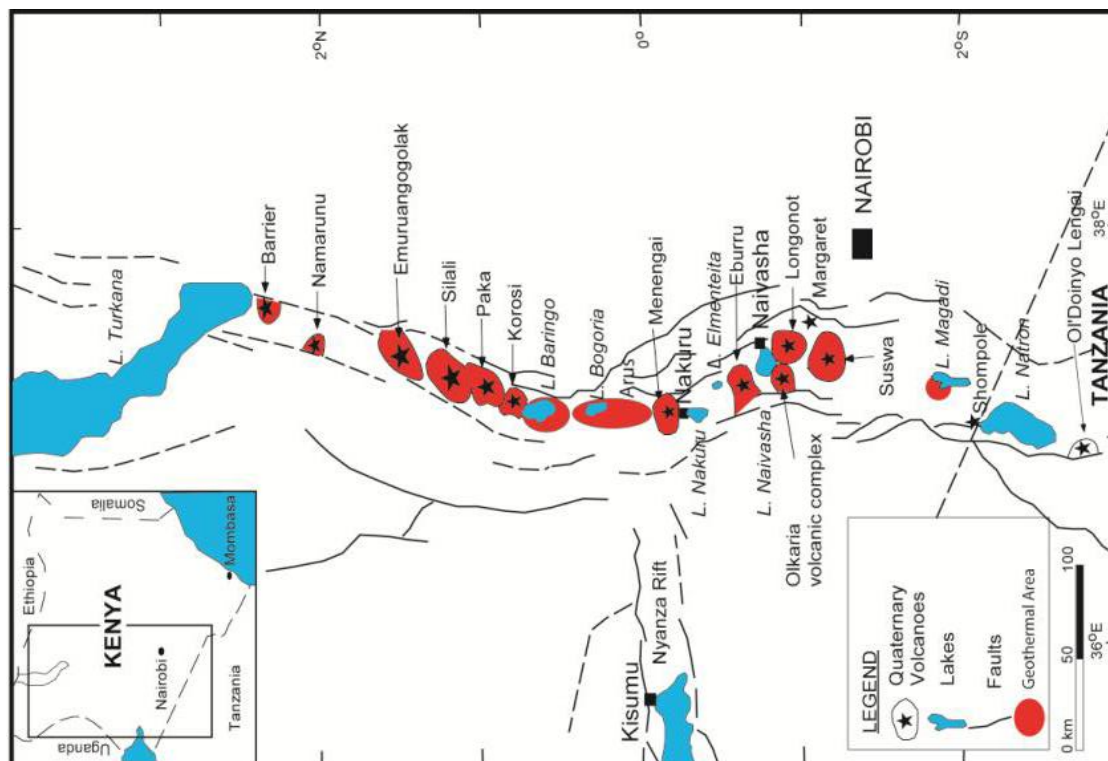 Ethiopia
Somalia
KENYA
Uganda
Nairobi
Mombasa
Tanzania
L. Turkana
Barrier
Namarunu
Emuruangogolak
Silali
Paka
Korosi
L. Baringo
L. Bogoria
Arus
Menengai
Nakuru
L. Nakuru
L. Elmenteita
Eburru
Naivasha
L. Naivasha
Longonot
Olkaria
volcanic complex
Margaret
Suswa
NAIROBI
Kisumu
Nyanza Rift
L. Magadi
Shompole
L. Natron
Ol'Doinyo Lengai
TANZANIA
2°N
0°
2°S
36°E
38°E
LEGEND
Quaternary
Volcanoes
Lakes
Faults
Geothermal Area
0 km
50
100